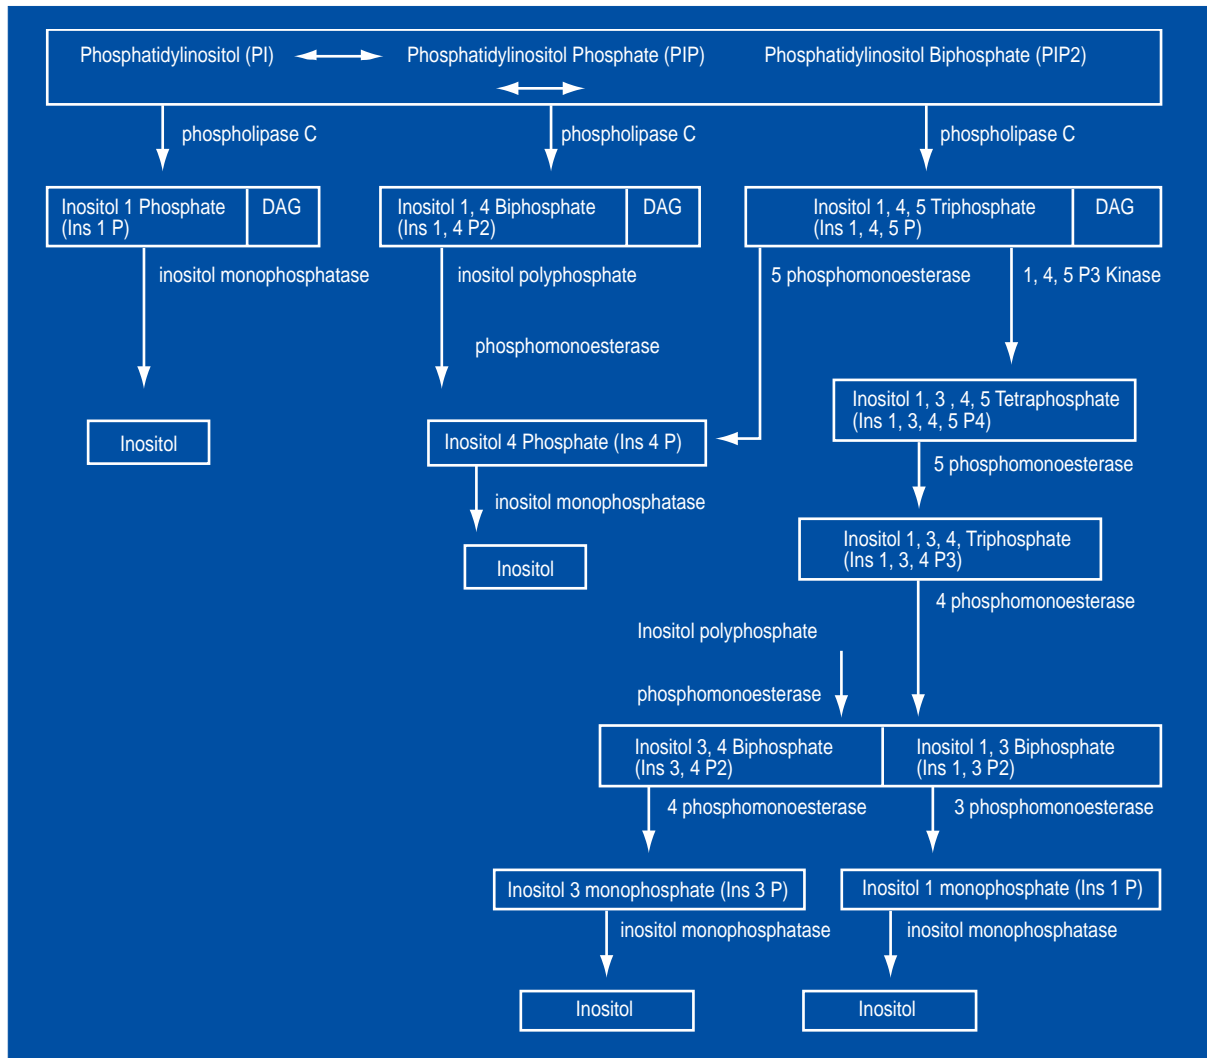 Phosphatidylinositol (PI)
Phosphatidylinositol Phosphate (PIP)
Phosphatidylinositol Biphosphate (PIP2)
phospholipase C
phospholipase C
phospholipase C
Inositol 1 Phosphate
(Ins 1 P)
DAG
Inositol 1, 4 Biphosphate
(Ins 1, 4 P2)
DAG
Inositol 1, 4, 5 Triphosphate
(Ins 1, 4, 5 P)
DAG
inositol monophosphatase
inositol polyphosphate
5 phosphomonoesterase
1, 4, 5 P3 Kinase
phosphomonoesterase
Inositol 1, 3 , 4, 5 Tetraphosphate
(Ins 1, 3, 4, 5 P4)
Inositol
Inositol 4 Phosphate (Ins 4 P)
5 phosphomonoesterase
inositol monophosphatase
Inositol 1, 3, 4, Triphosphate
(Ins 1, 3, 4 P3)
Inositol
4 phosphomonoesterase
Inositol polyphosphate
phosphomonoesterase
Inositol 3, 4 Biphosphate
(Ins 3, 4 P2)
Inositol 1, 3 Biphosphate
(Ins 1, 3 P2)
4 phosphomonoesterase
3 phosphomonoesterase
Inositol 3 monophosphate (Ins 3 P)
Inositol 1 monophosphate (Ins 1 P)
inositol monophosphatase
inositol monophosphatase
Inositol
Inositol